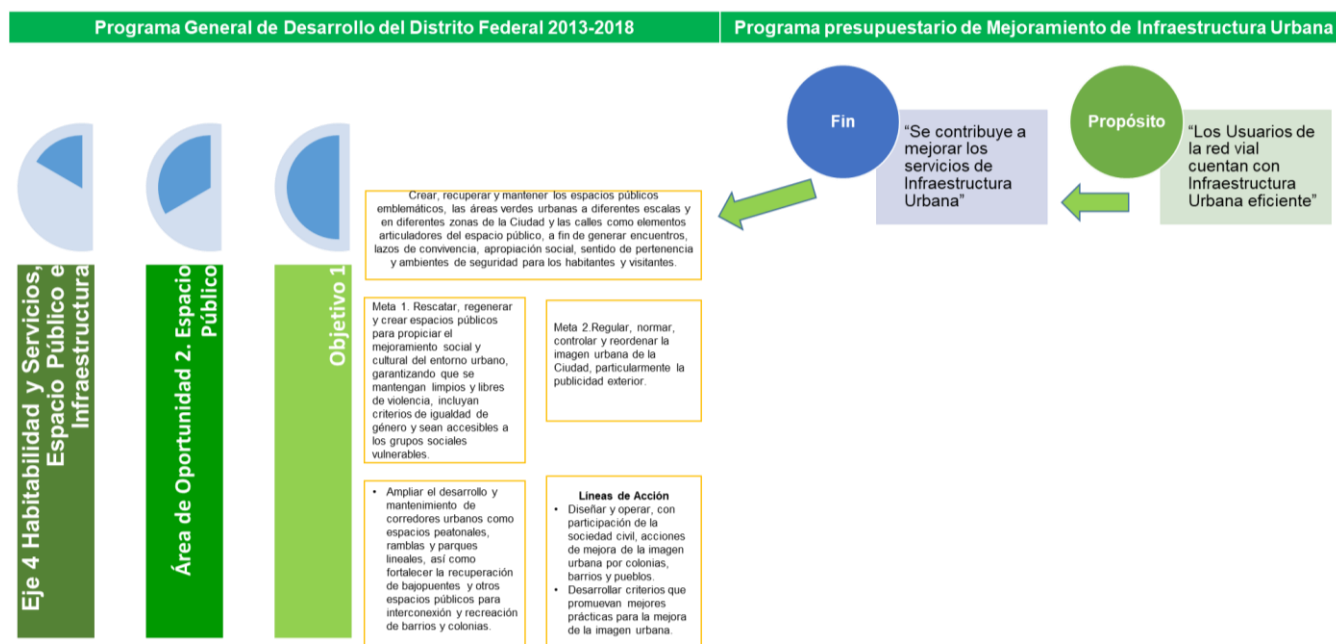 Programa General de Desarrollo del Distrito Federal 2013-2018
Programa presupuestario de Mejoramiento de Infraestructura Urbana
Fin
“Se contribuye a
mejorar los
servicios de
Infraestructura
Urbana”
Propósito
“Los Usuarios de
la red vial
cuentan con
Infraestructura
Urbana eficiente”
Eje 4 Habitabilidad y Servicios,
Espacio Público e
Infraestructura
Área de Oportunidad 2. Espacio
Público
Objetivo 1
Crear, recuperar y mantener los espacios públicos
emblemáticos, las áreas verdes urbanas a diferentes escalas y
en diferentes zonas de la Ciudad y las calles como elementos
articuladores del espacio público, a fin de generar encuentros,
lazos de convivencia, apropiación social, sentido de pertenencia
y ambientes de seguridad para los habitantes y visitantes.
Meta 1. Rescatar, regenerar
y crear espacios públicos
para propiciar el
mejoramiento social y
cultural del entorno urbano,
garantizando que se
mantengan limpios y libres
de violencia, incluyan
criterios de igualdad de
género y sean accesibles a
los grupos sociales
vulnerables.
Meta 2.Regular, normar,
controlar y reordenar la
imagen urbana de la
Ciudad, particularmente la
publicidad exterior.
• Ampliar el desarrollo y
mantenimiento de
corredores urbanos como
espacios peatonales,
ramblas y parques
lineales, así como
fortalecer la recuperación
de bajopuentes y otros
espacios públicos para
interconexión y recreación
de barrios y colonias.
Líneas de Acción
• Diseñar y operar, con
participación de la
sociedad civil, acciones
de mejora de la imagen
urbana por colonias,
barrios y pueblos.
• Desarrollar criterios que
promuevan mejores
prácticas para la mejora
de la imagen urbana.